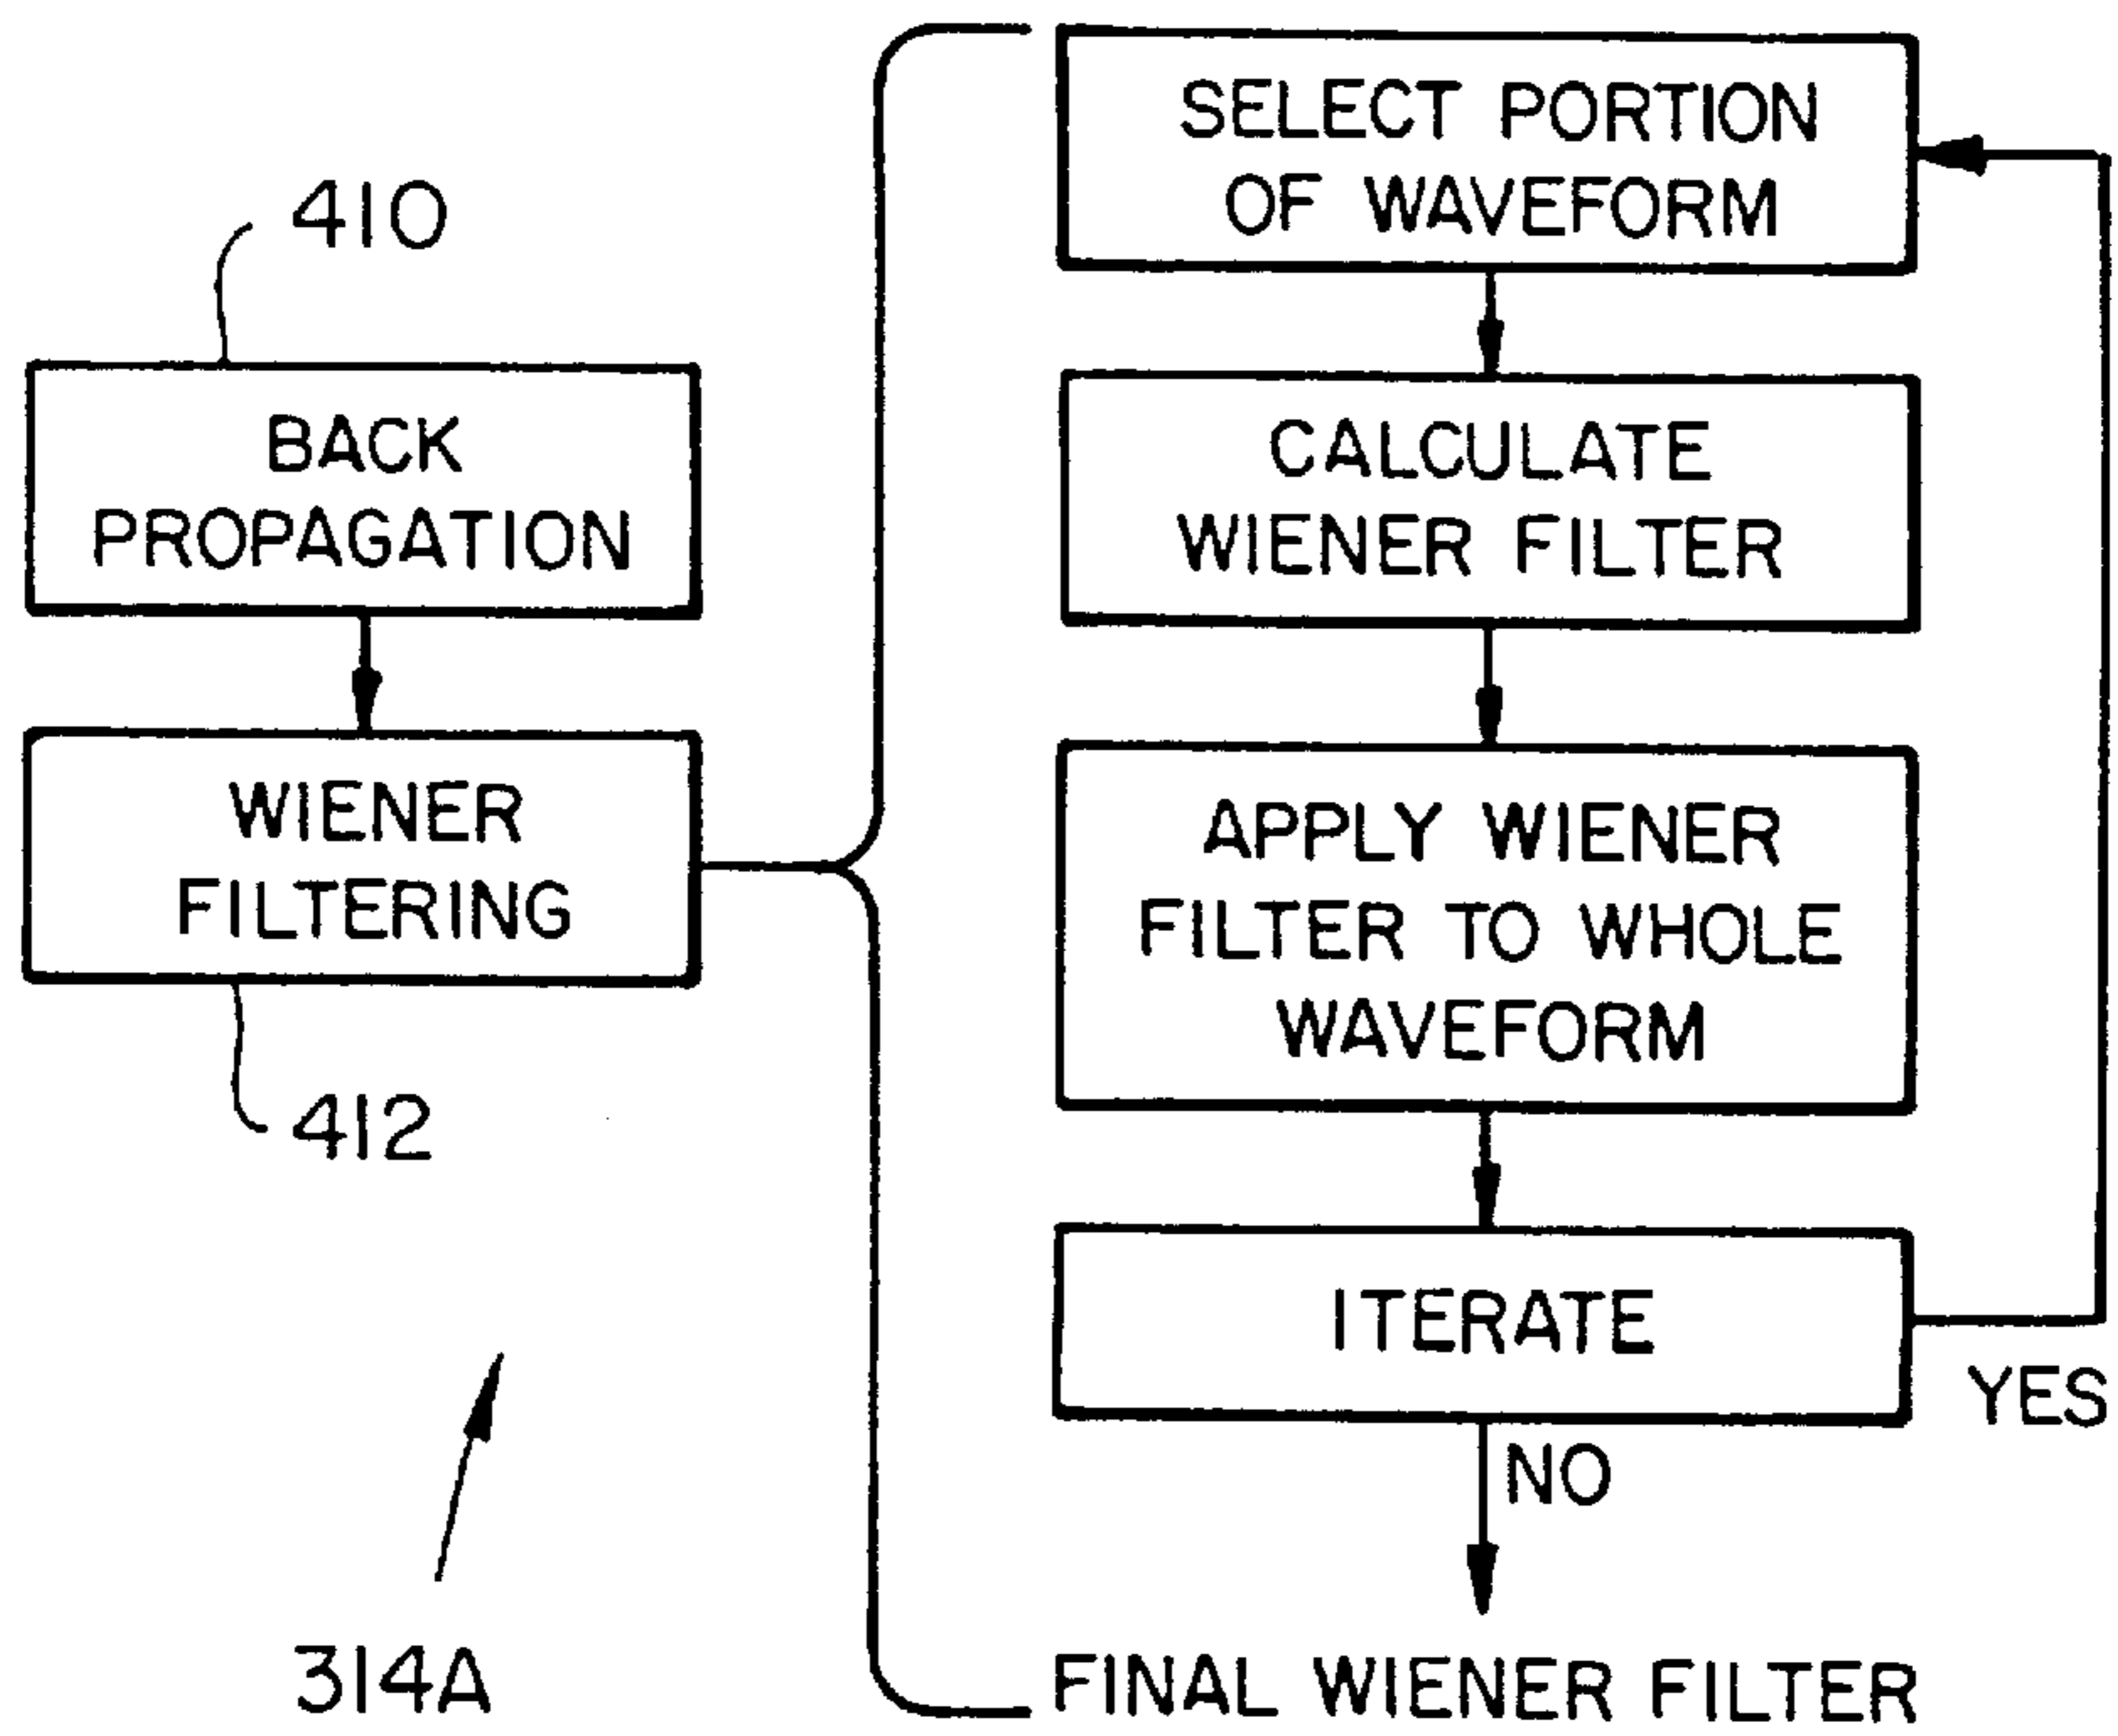 410
BACK
PROPAGATION
WIENER
FILTERING
412
314A
SELECT PORTION
OF WAVEFORM
CALCULATE
WIENER FILTER
APPLY WIENER
FILTER TO WHOLE
WAVEFORM
ITERATE
YES
NO
FINAL WIENER FILTER